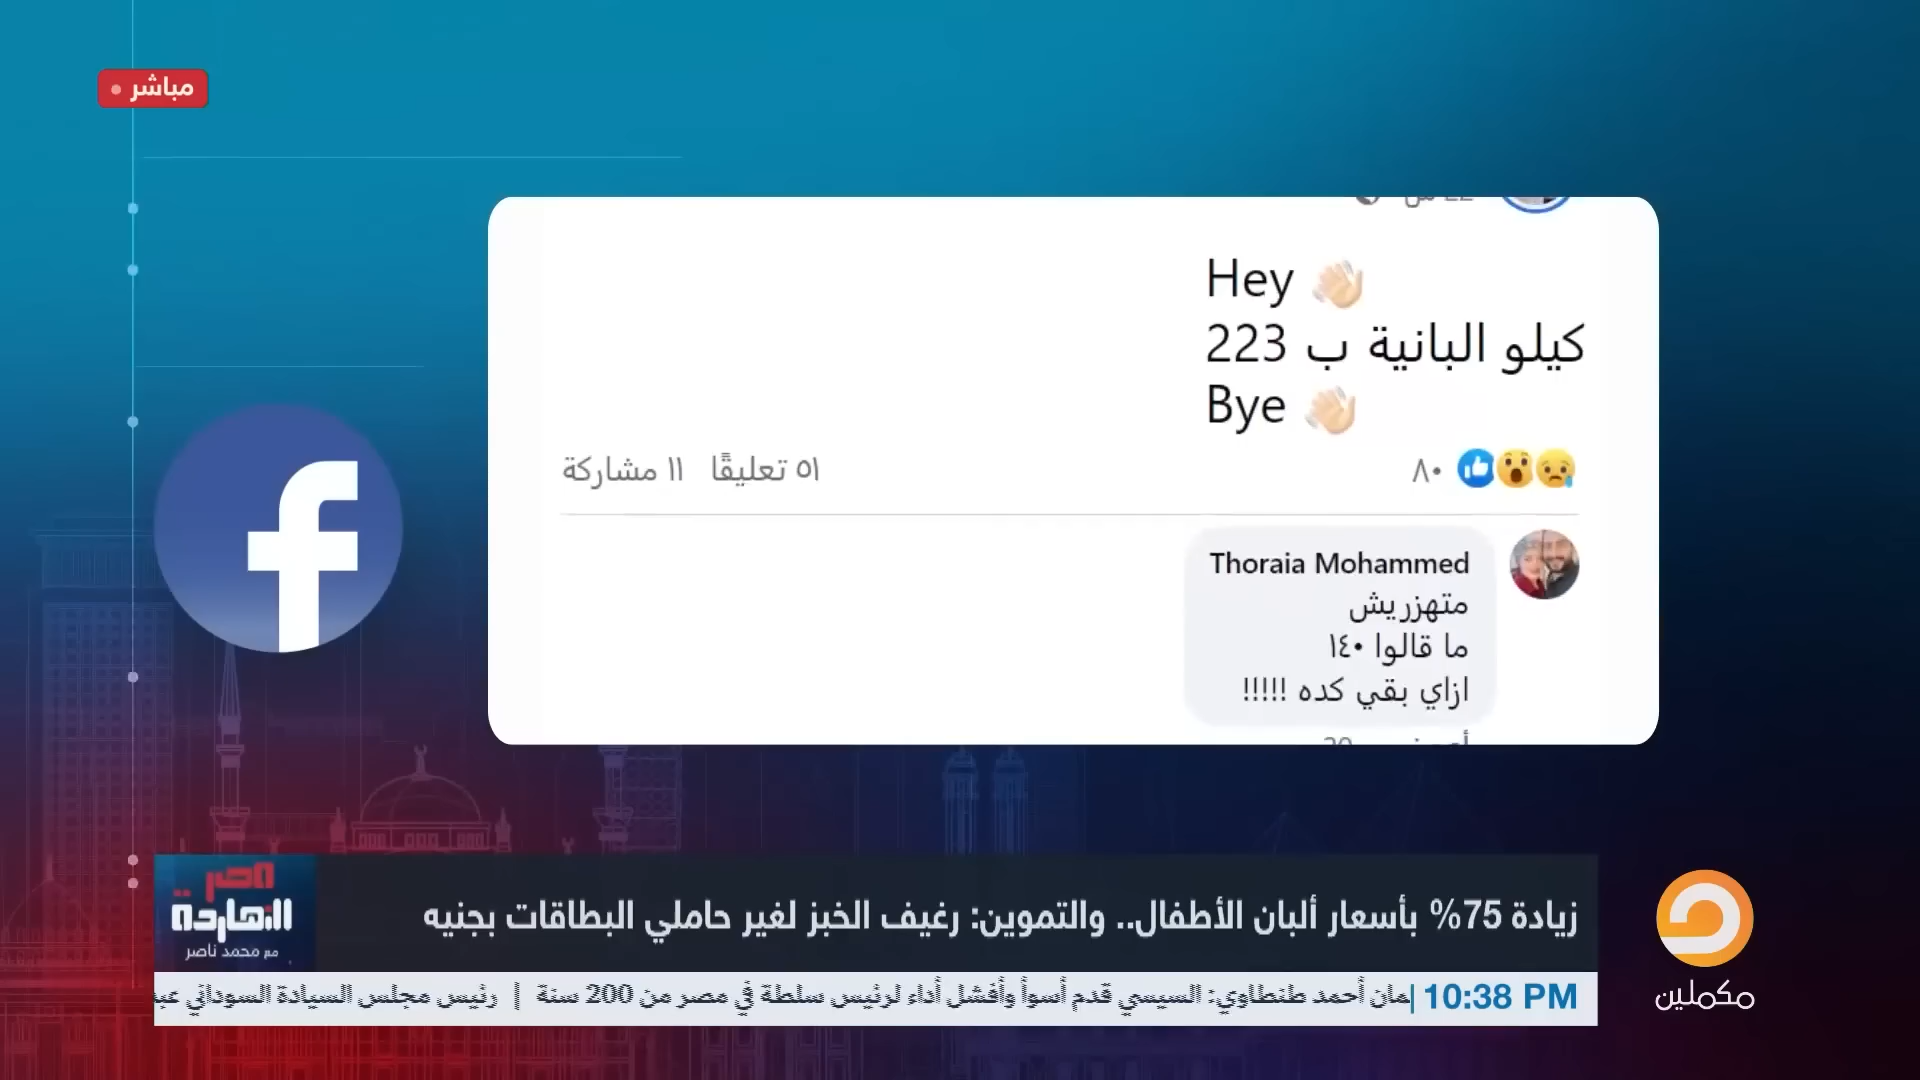 مباشر
Hey 👋🏻
كيلو البانية ب 223
Bye 👋🏻
٨٠
٥١ تعليقًا ١١ مشاركة
Thoraia Mohammed
متهزريش
ما قالوا ١٤٠
ازاي بقي كده !!!!!
مصر
النهاردة
مع محمد ناصر
زيادة 75% بأسعار ألبان الأطفال.. والتموين: رغيف الخبز لغير حاملي البطاقات بجنيه
10:38 PM
أحمد طنطاوي: السيسي قدم أسوأ وأفشل أداء لرئيس سلطة في مصر من 200 سنة | رئيس مجلس السيادة السوداني
مكملين